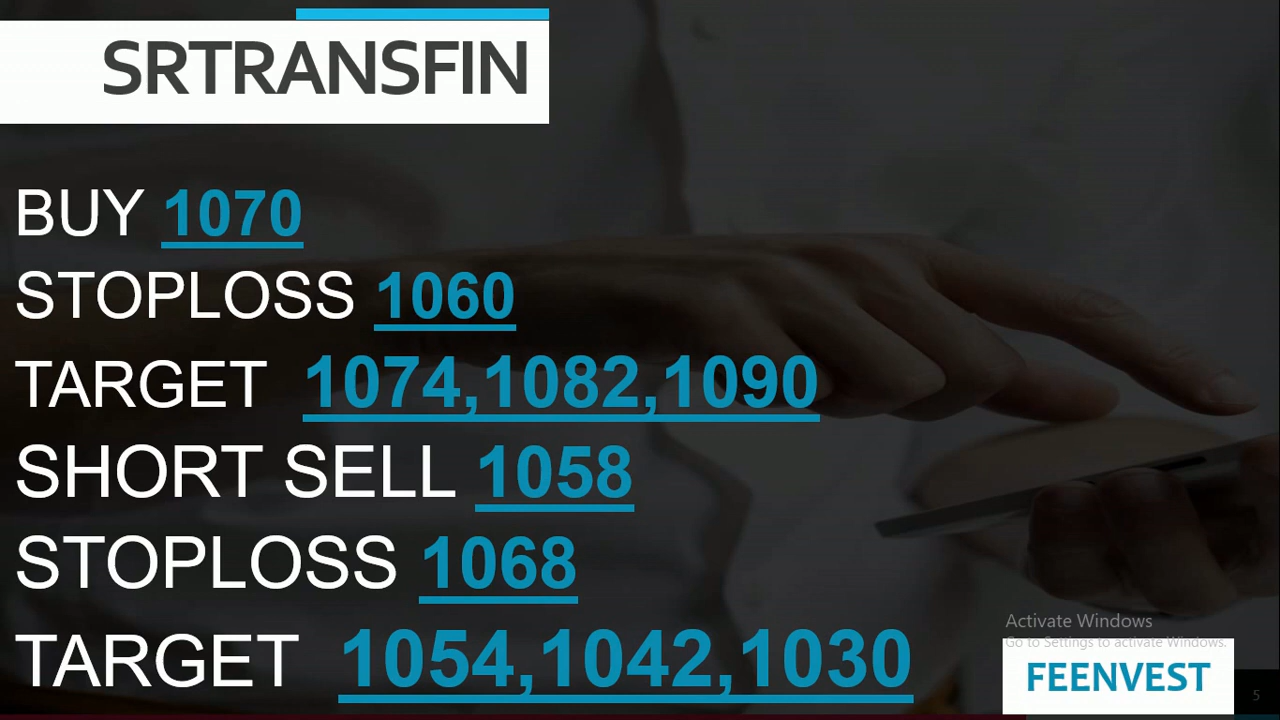 SRTRANSFIN
BUY 1070
STOPLOSS 1060
TARGET 1074,1082,1090
SHORT SELL 1058
STOPLOSS 1068
TARGET 1054,1042,1030
Activate Windows
Go to Settings to activate Windows.
FEENVEST
5